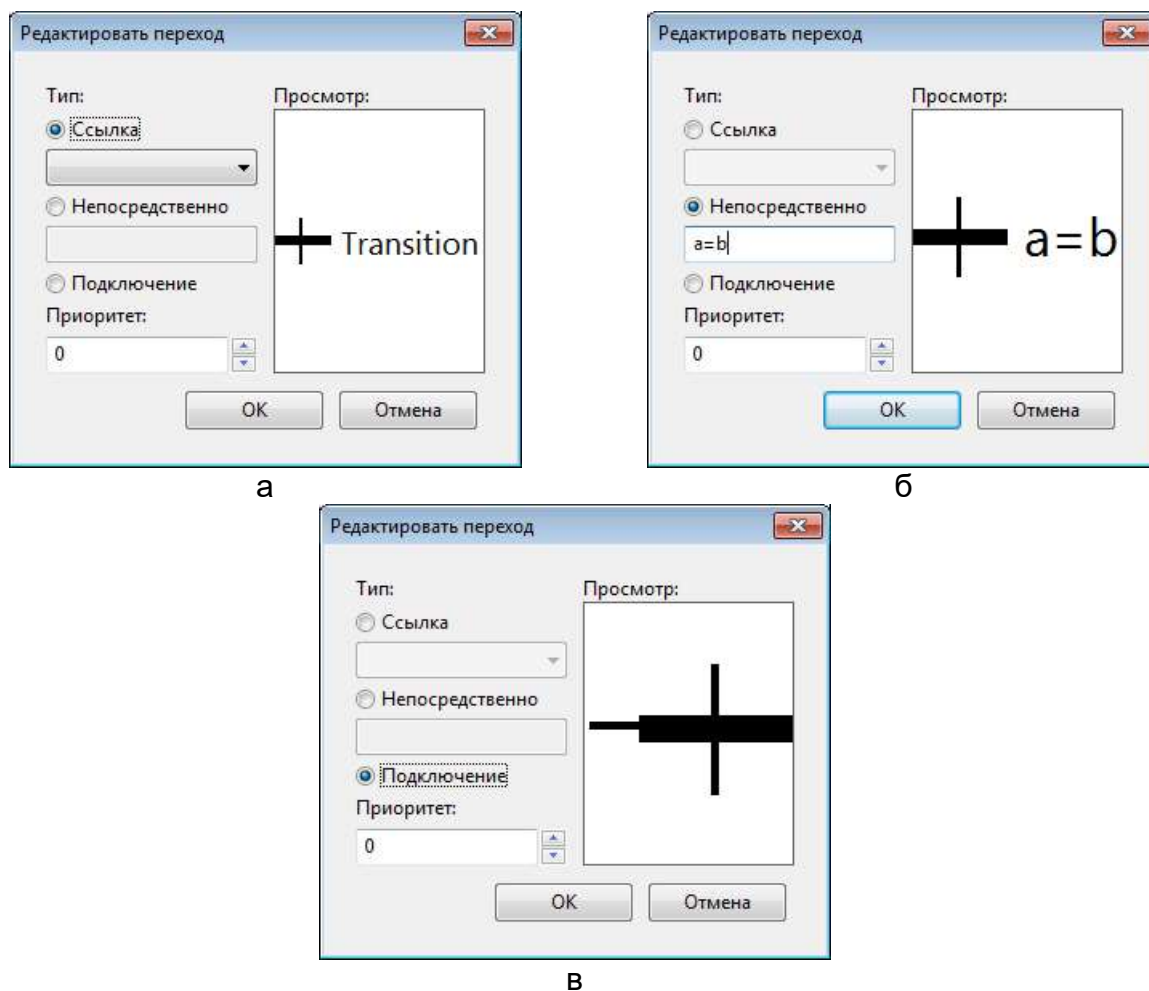 Редактировать переход
Тип:
Просмотр:
Ссылка
Transition
Непосредственно
Подключение
Приоритет:
0
OK
Отмена
а
Редактировать переход
Тип:
Просмотр:
Ссылка
Непосредственно
a=b
a=b
Подключение
Приоритет:
0
OK
Отмена
б
Редактировать переход
Тип:
Просмотр:
Ссылка
Непосредственно
Подключение
Приоритет:
0
OK
Отмена
в